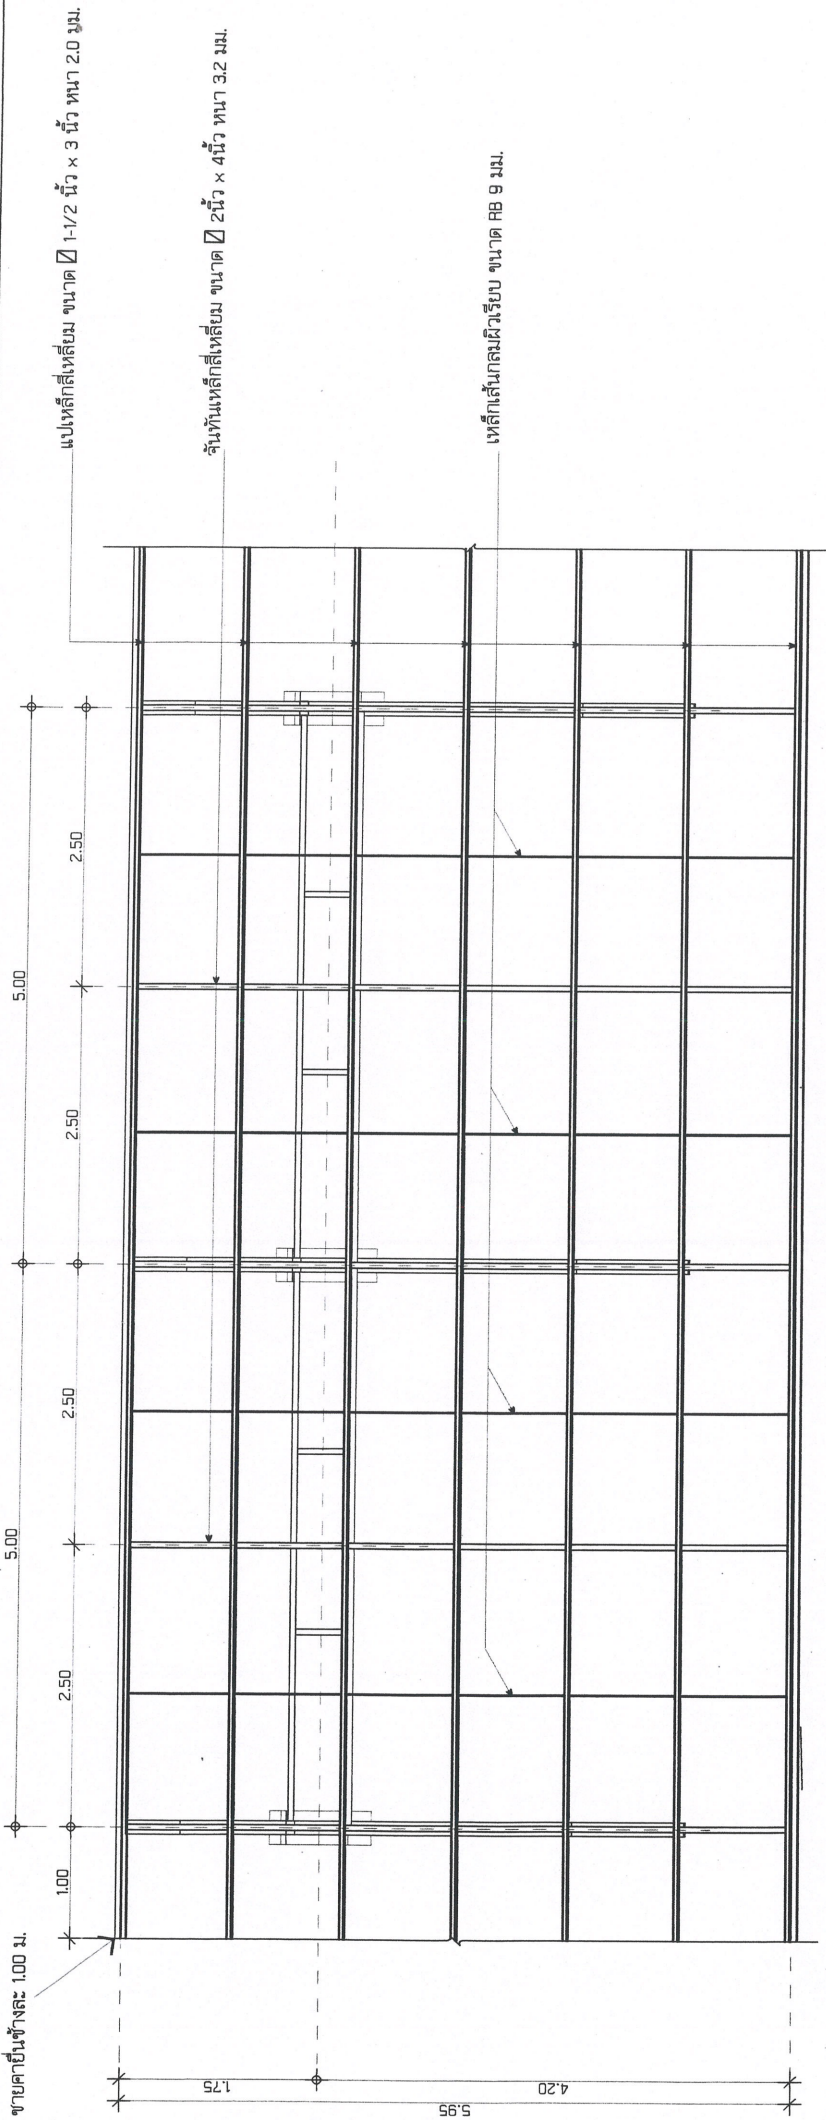 ชายคายื่นข้างละ 1.00 ม.
5.00
5.00
1.00
2.50
2.50
2.50
2.50
แปเหล็กสี่เหลี่ยม ขนาด 1-1/2 นิ้ว x 3 นิ้ว หนา 2.0 มม.
จันทันเหล็กสี่เหลี่ยม ขนาด 2นิ้ว x 4นิ้ว หนา 3.2 มม.
เหล็กเส้นกลมผิวเรียบ ขนาด RB 9 มม.
1.75
4.20
5.95